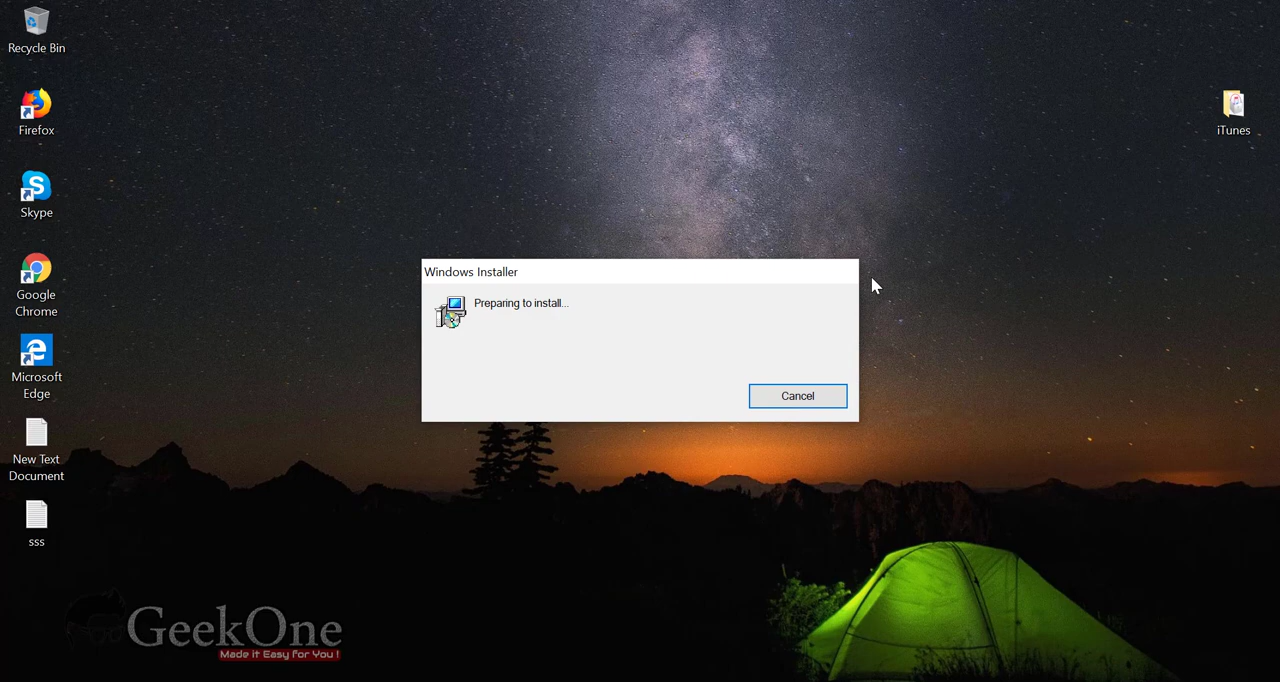 Recycle Bin
Firefox
Skype
Google
Chrome
Microsoft
Edge
New Text
Document
sss
iTunes
Windows Installer
Preparing to install...
Cancel
GeekOne
Made it Easy for You !